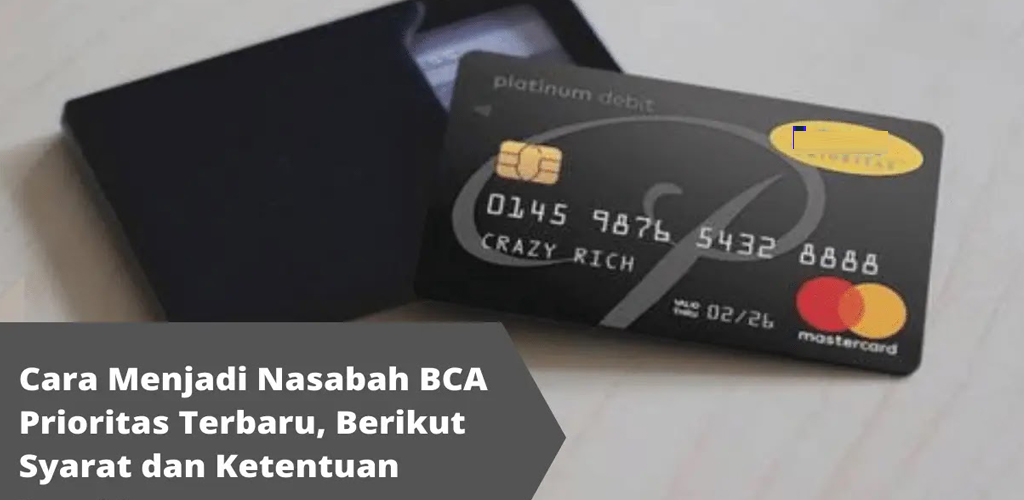 platinum debit
PRIORITAS
0145 9876 5432 8888
CRAZY RICH
VALID THRU 02/26
mastercard
Cara Menjadi Nasabah BCA
Prioritas Terbaru, Berikut
Syarat dan Ketentuan